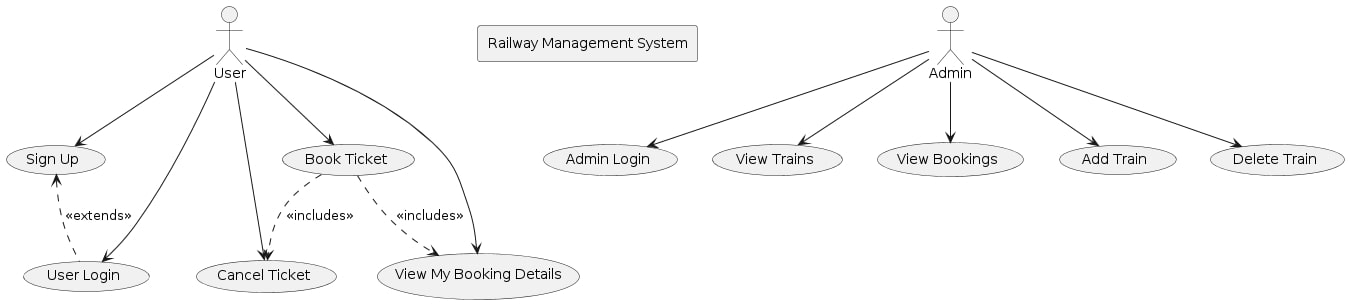 Railway Management System
User
Admin
Sign Up
Book Ticket
Admin Login
View Trains
View Bookings
Add Train
Delete Train
«extends»
«includes»
«includes»
User Login
Cancel Ticket
View My Booking Details